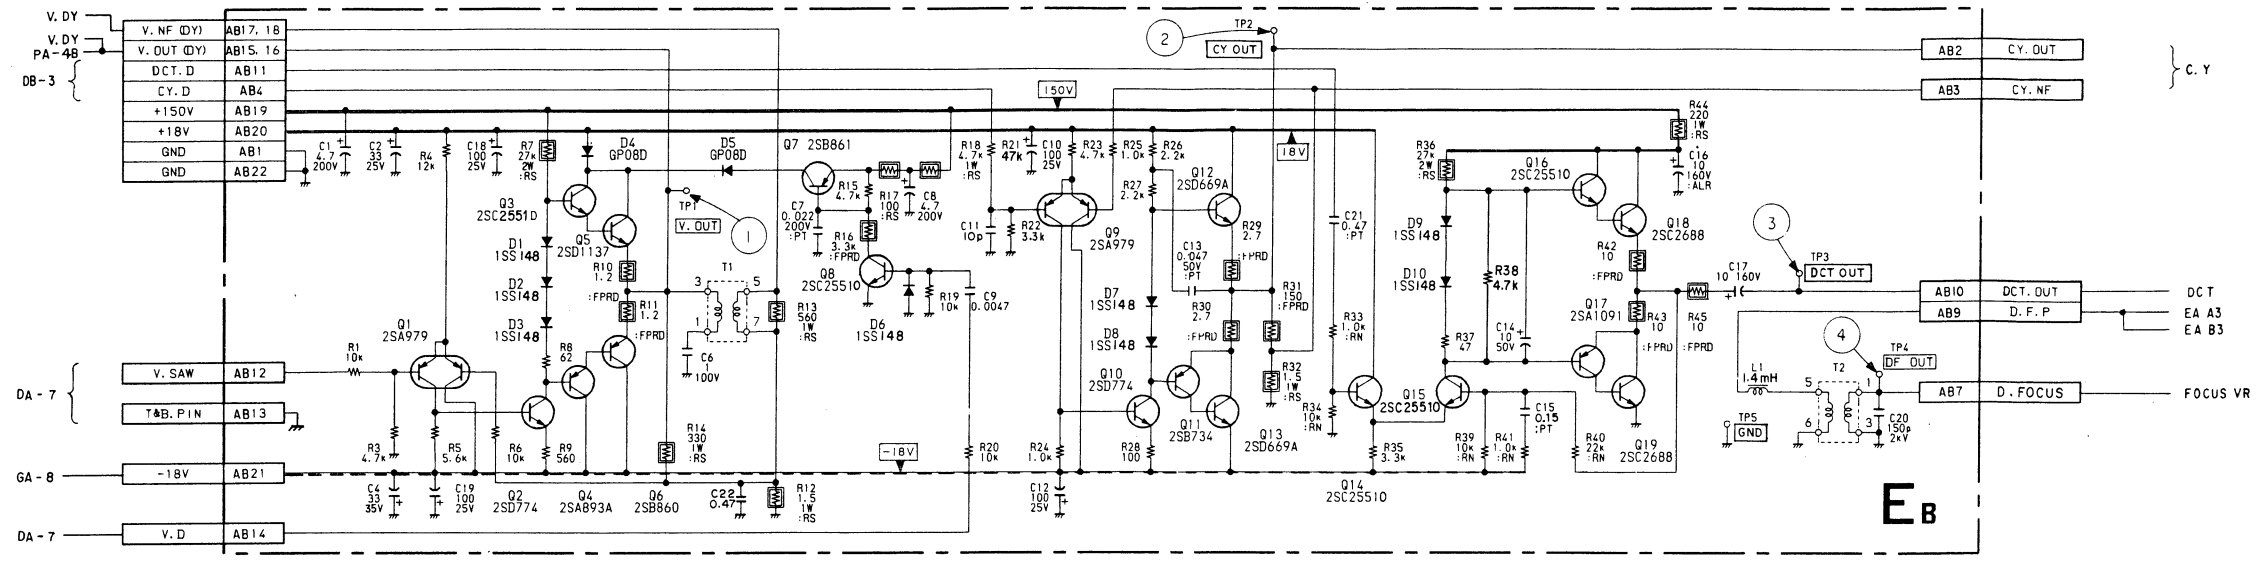 V. DY
V. DY
PA-4B
DB-3
V. NF (DY) AB17, 18
V. OUT (DY) AB15, 16
DCT. D AB11
CY. D AB4
+150V AB19
+18V AB20
GND AB1
GND AB22
C1
4.7
200V
C2
33
25V
R4
12k
C18
100
25V
R7
27k
2W
:RS
D4
GP08D
D5
GP08D
Q7 2SB861
Q3
2SC2551D
Q5
2SD1137
D1
1SS148
D2
1SS148
D3
1SS148
R10
1.2
:FPRD
R11
1.2
:FPRD
R8
62
TP1
V. OUT
1
T1
3
5
1
7
C6
1
100V
R13
560
1W
:RS
C7
0.022
200V
:PT
R15
4.7k
R17
100
:RS
C8
4.7
200V
R16
3.3k
:FPRD
Q8
2SC25510
D6
1SS148
R19
10k
C9
0.0047
R18
4.7k
1W
:RS
R21
47k
C10
100
25V
R23
4.7k
R25
1.0k
R26
2.2k
R27
2.2k
150V
18V
C11
10p
R22
3.3k
Q9
2SA979
Q12
2SD669A
R29
2.7
:FPRD
C13
0.047
50V
:PT
R30
2.7
:FPRD
D7
1SS148
D8
1SS148
Q10
2SD774
Q11
2SB734
Q13
2SD669A
R31
150
:FPRD
R32
1.5
1W
:RS
2
TP2
CY OUT
C21
0.47
:PT
R33
1.0k
:RN
R34
10k
:RN
R36
27k
2W
:RS
D9
1SS148
D10
1SS148
R38
4.7k
R37
47
C14
10
50V
Q16
2SC25510
Q18
2SC2688
R44
220
1W
:RS
C16
10
160V
:ALR
R42
10
:FPRD
Q17
2SA1091
R43
10
:FPRD
R45
10
:FPRD
C17
10 160V
3
TP3
DCT OUT
AB2 CY. OUT
AB3 CY. NF
C. Y
AB10 DCT. OUT
AB9 D. F. P
DCT
EA A3
EA B3
4
TP4
DF OUT
L1
1.4mH
T2
5
1
6
3
C20
150p
2kV
TP5
GND
AB7 D. FOCUS
FOCUS VR
Q15
2SC25510
Q14
2SC25510
R35
3.3k
R39
10k
:RN
R41
1.0k
:RN
C15
0.15
:PT
R40
22k
:RN
Q19
2SC2688
DA-7
V. SAW AB12
T&B. PIN AB13
GA-8
-18V AB21
DA-7
V. D AB14
R1
10k
Q1
2SA979
R3
4.7k
R5
5.6k
R6
10k
R9
560
C4
33
35V
C19
100
25V
Q2
2SD774
Q4
2SA893A
Q6
2SB860
R14
330
1W
:RS
C22
0.47
R12
1.5
1W
:RS
-18V
R20
10k
R24
1.0k
C12
100
25V
R28
100
EB